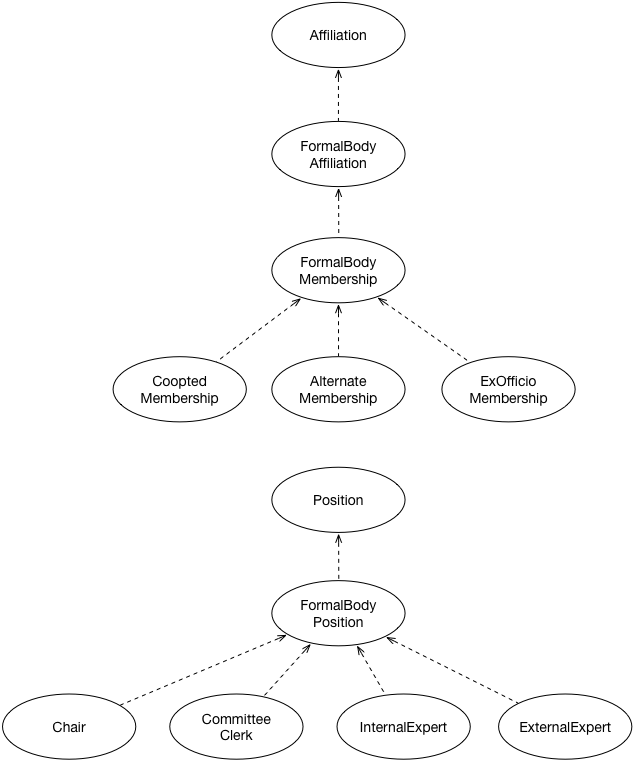 Affiliation
FormalBody
Affiliation
FormalBody
Membership
Coopted
Membership
Alternate
Membership
ExOfficio
Membership
Position
FormalBody
Position
Chair
Committee
Clerk
InternalExpert
ExternalExpert